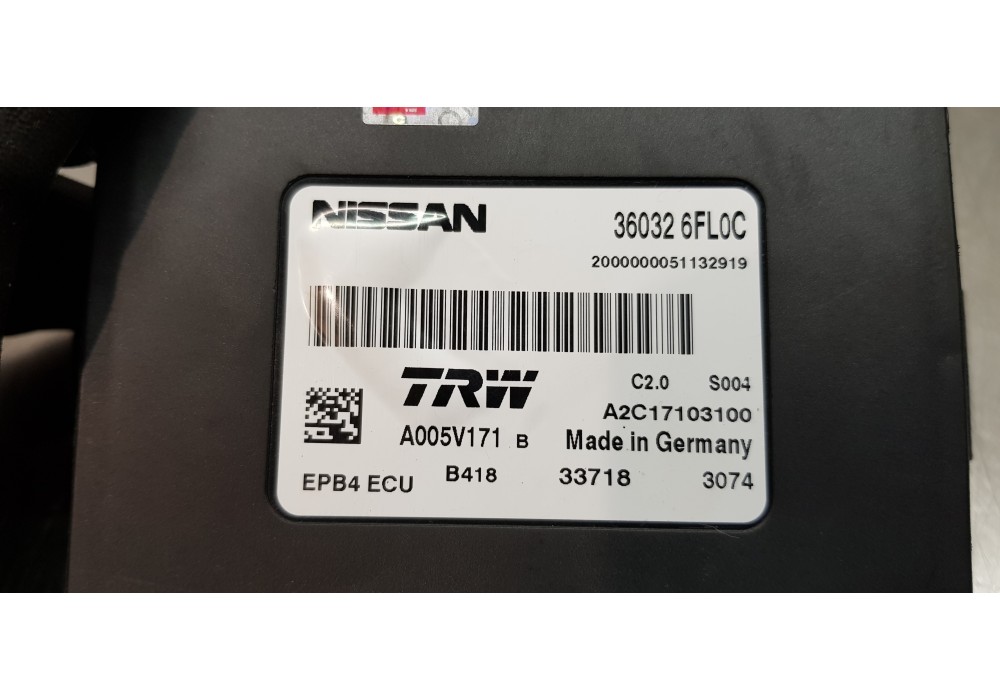 NISSAN 36032 6FL0C
2000000051132919
TRW C2.0 S004
A2C17103100
A005V171 B Made in Germany
EPB4 ECU B418 33718 3074